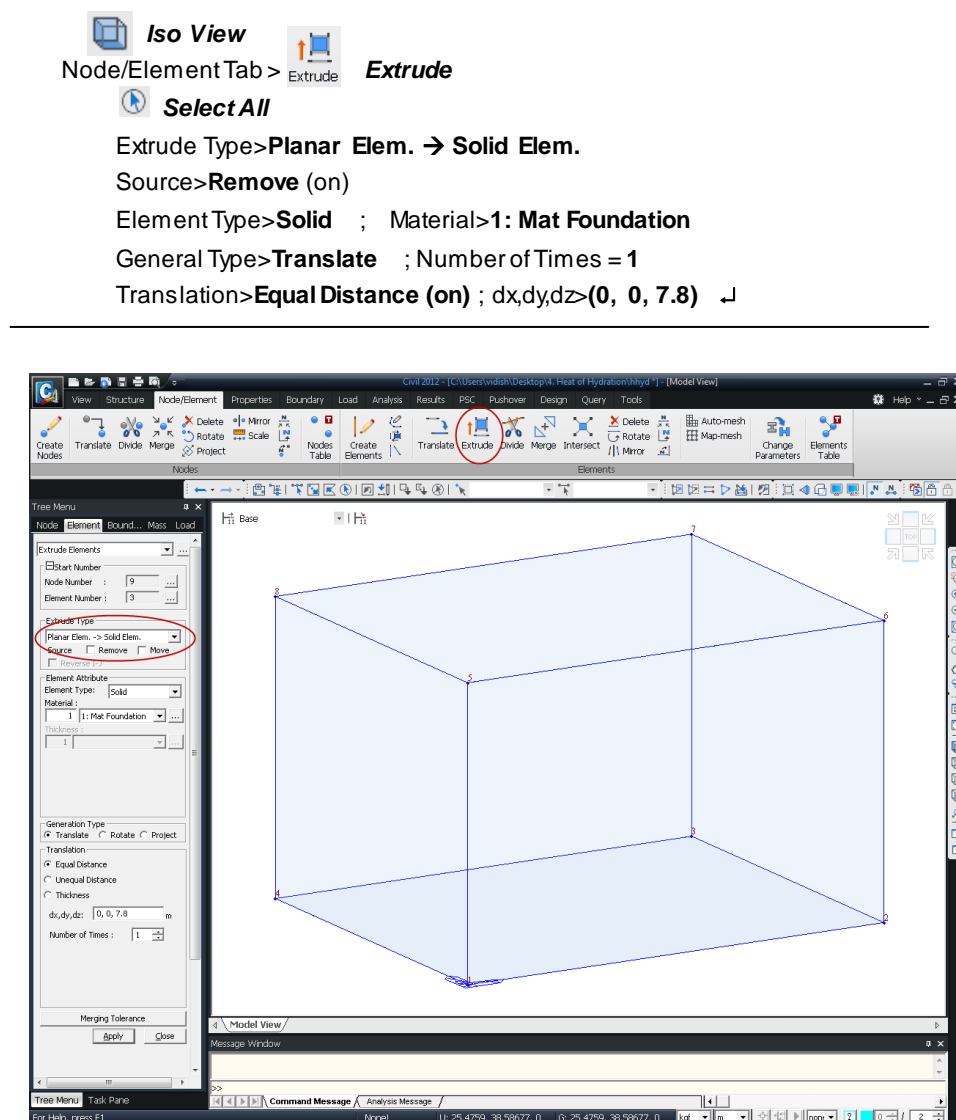 Iso View
Node/Element Tab > Extrude Extrude
Select All
Extrude Type>Planar Elem. → Solid Elem.
Source>Remove (on)
Element Type>Solid ; Material>1: Mat Foundation
General Type>Translate ; Number of Times = 1
Translation>Equal Distance (on) ; dx,dy,dz>(0, 0, 7.8) ↵
Civil 2012 - [C:\Users\vidish\Desktop\4. Heat of Hydration\hhyd *] - [Model View]
View Structure Node/Element Properties Boundary Load Analysis Results PSC Pushover Design Query Tools Help
Create Nodes Translate Divide Merge Delete Rotate Project Mirror Scale Nodes Table Create Elements Translate Extrude Divide Merge Intersect Delete Rotate Mirror Auto-mesh Map-mesh Change Parameters Elements Table
Nodes Elements
Tree Menu
Node Element Bound... Mass Load
Base
TOP
Extrude Elements
Start Number
Node Number : 9
Element Number : 3
Extrude Type
Planar Elem. -> Solid Elem.
Source Remove Move
Reverse I-J
Element Attribute
Element Type: Solid
Material :
1 1: Mat Foundation
Thickness :
1
Generation Type
Translate Rotate Project
Translation
Equal Distance
Unequal Distance
Thickness
dx,dy,dz: 0, 0, 7.8 m
Number of Times : 1
Merging Tolerance
Apply Close
7
8
6
5
3
4
2
1
Model View
Message Window
>>
Tree Menu Task Pane
Command Message Analysis Message
For Help, press F1
None! U: 25.4759, 38.58677, 0 G: 25.4759, 38.58677, 0 kgf m non 2 0 / 2